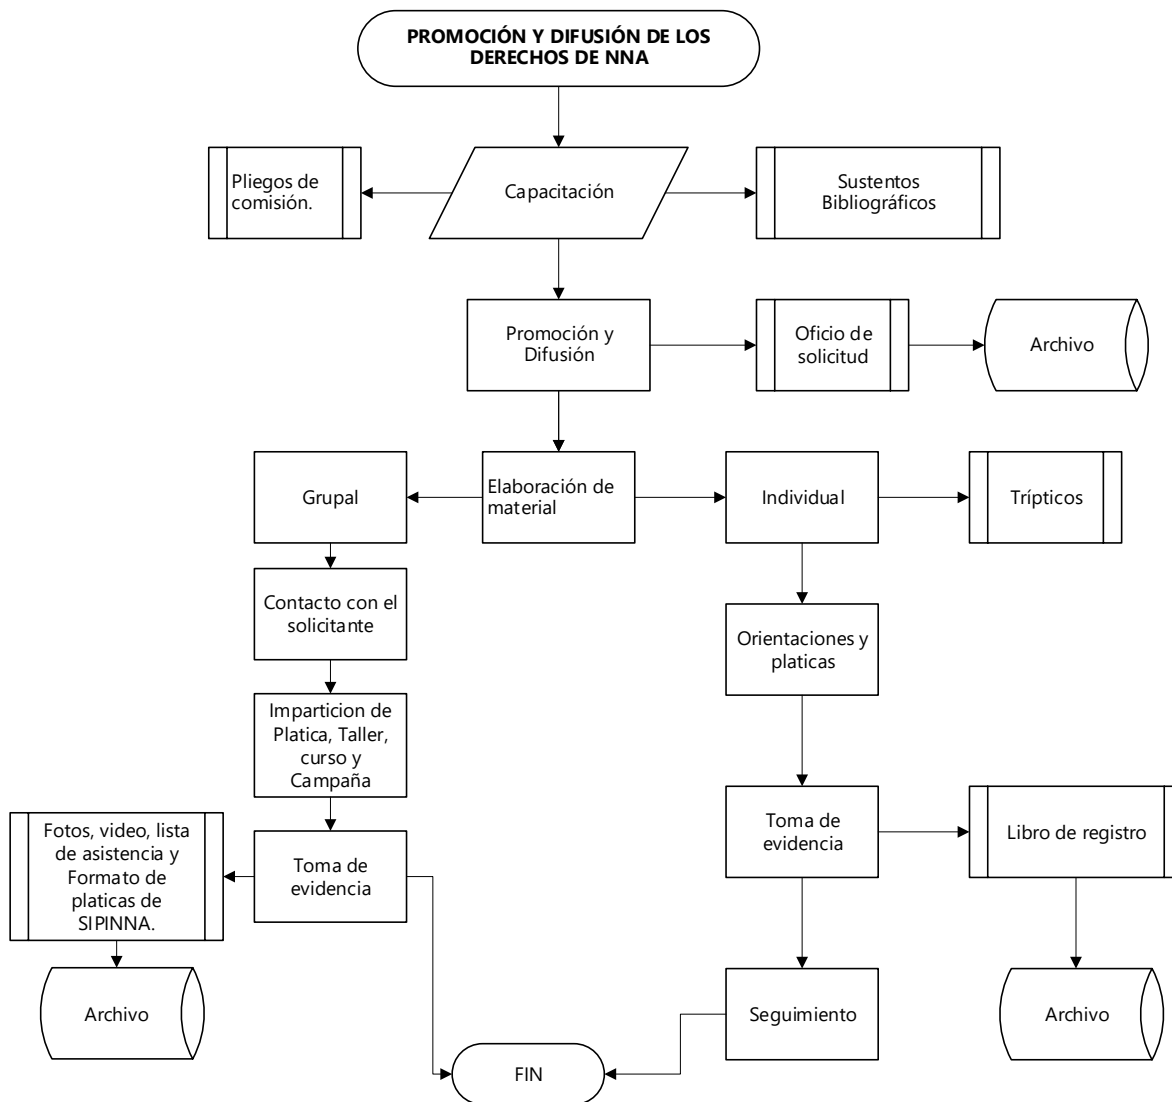 PROMOCIÓN Y DIFUSIÓN DE LOS
DERECHOS DE NNA
Pliegos de
comisión.
Capacitación
Sustentos
Bibliográficos
Promoción y
Difusión
Oficio de
solicitud
Archivo
Grupal
Elaboración de
material
Individual
Trípticos
Contacto con el
solicitante
Orientaciones y
platicas
Imparticion de
Platica, Taller,
curso y
Campaña
Fotos, video, lista
de asistencia y
Formato de
platicas de
SIPINNA.
Toma de
evidencia
Toma de
evidencia
Libro de registro
Archivo
Seguimiento
Archivo
FIN